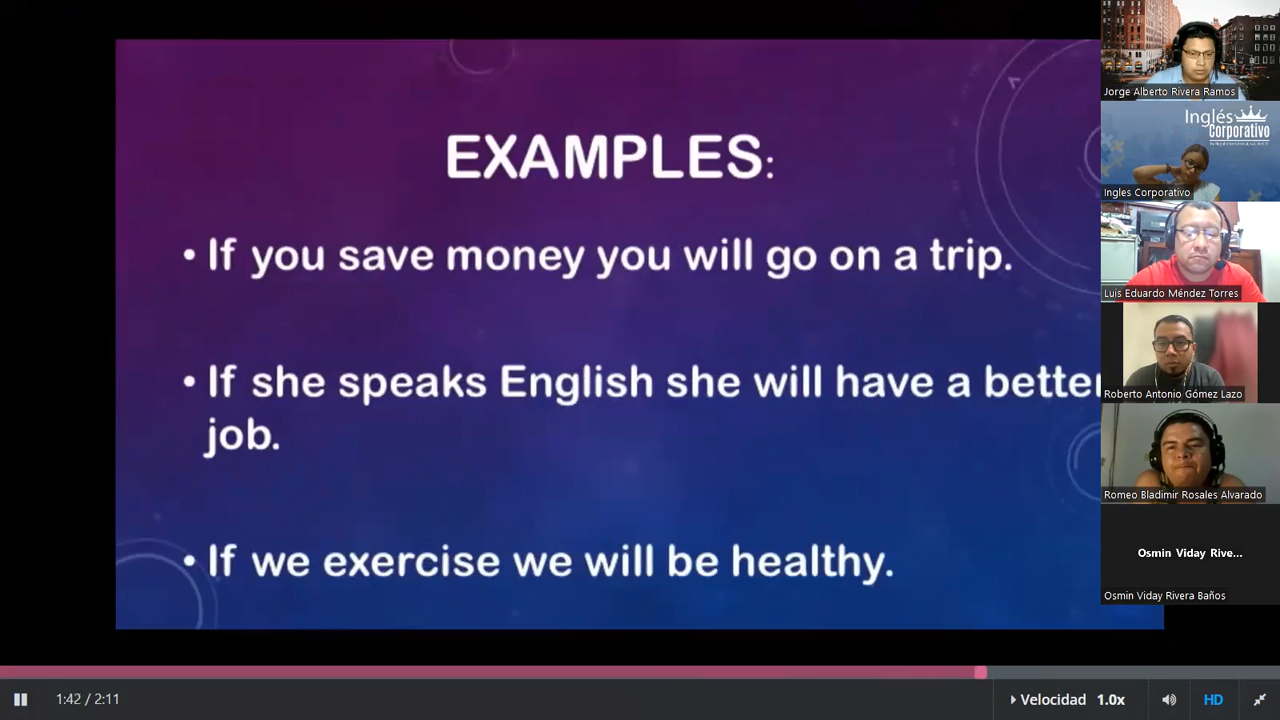 EXAMPLES:
• If you save money you will go on a trip.
• If she speaks English she will have a better
job.
• If we exercise we will be healthy.
Jorge Alberto Rivera Ramos
Inglés
Corporativo
Ingles Corporativo
Luis Eduardo Méndez Torres
Roberto Antonio Gómez Lazo
Romeo Bladimir Rosales Alvarado
Osmin Viday Rive...
Osmin Viday Rivera Baños
1:42 / 2:11
Velocidad 1.0x
HD